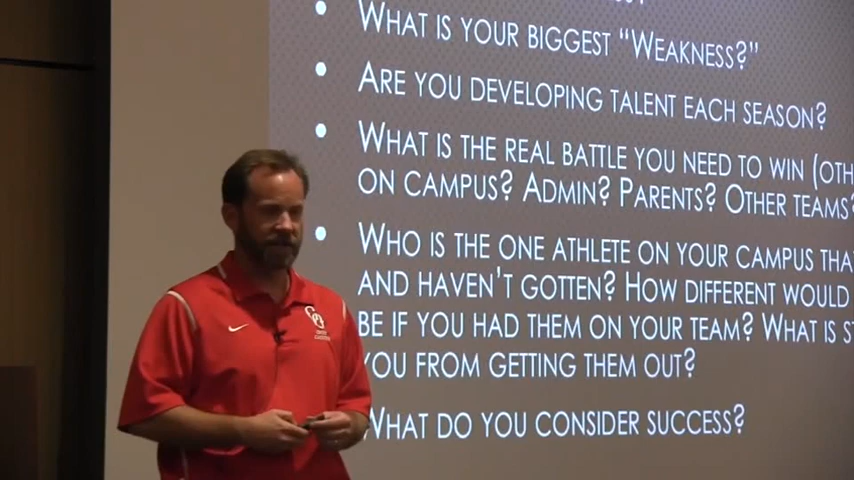 What is your biggest “Weakness?”
Are you developing talent each season?
What is the real battle you need to win (oth
on campus? Admin? Parents? Other teams?
Who is the one athlete on your campus tha
and haven't gotten? How different would
be if you had them on your team? What is s
you from getting them out?
What do you consider success?
CO